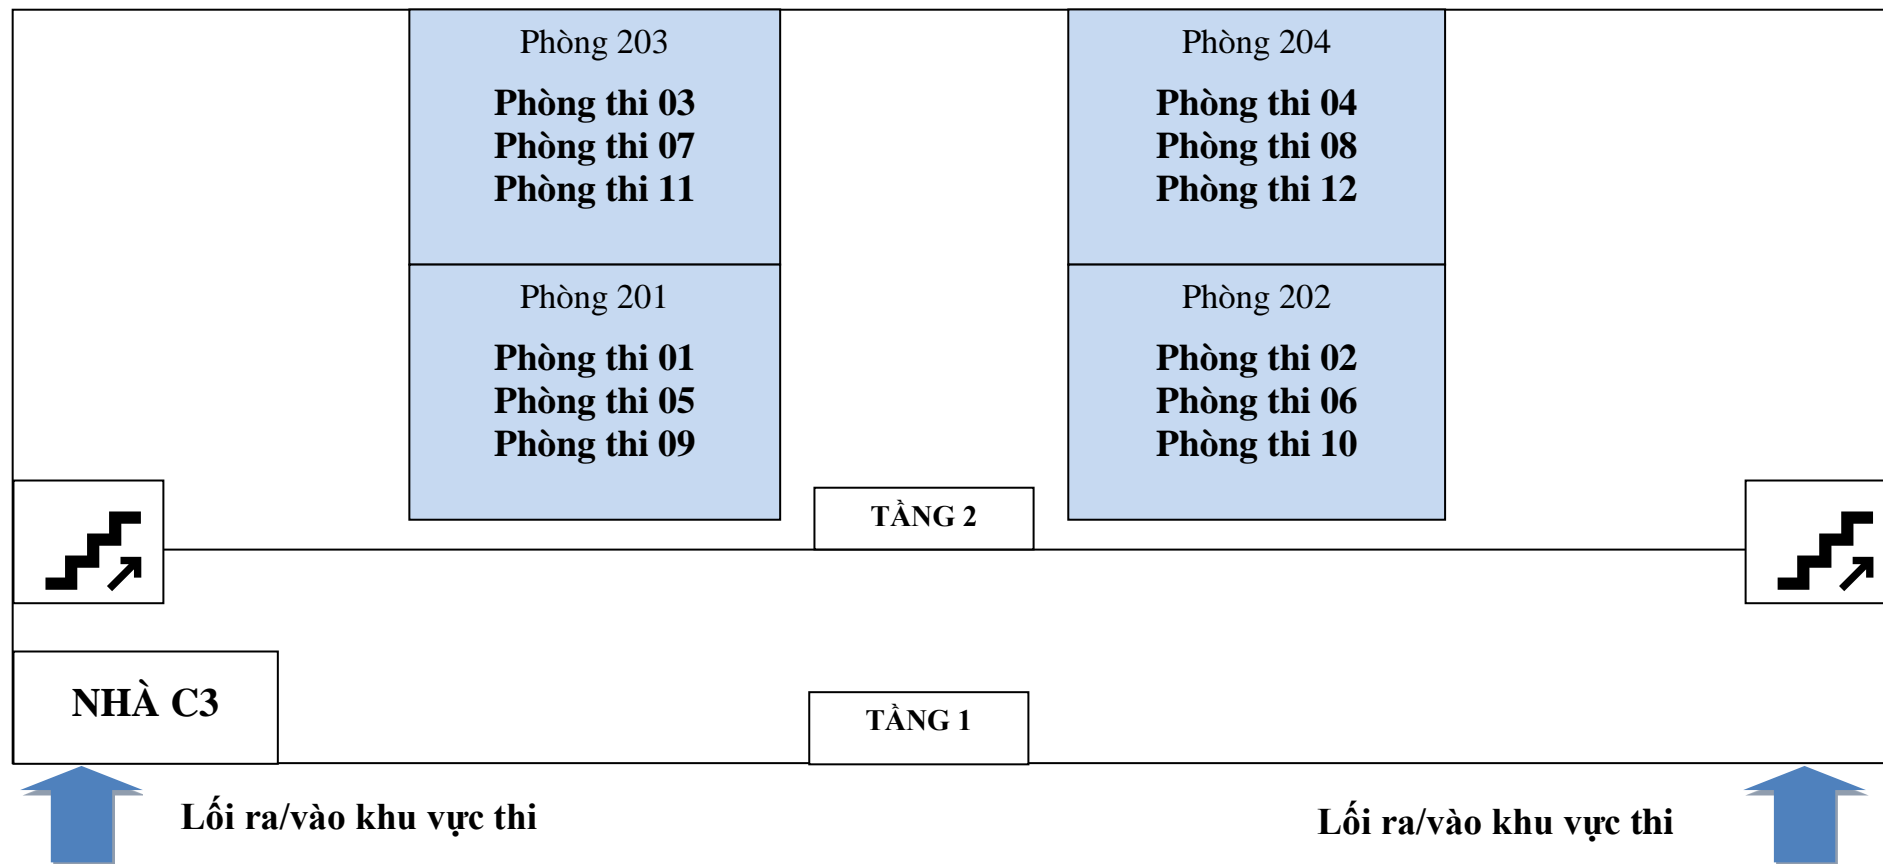 Phòng 203
Phòng thi 03
Phòng thi 07
Phòng thi 11
Phòng 204
Phòng thi 04
Phòng thi 08
Phòng thi 12
Phòng 201
Phòng thi 01
Phòng thi 05
Phòng thi 09
Phòng 202
Phòng thi 02
Phòng thi 06
Phòng thi 10
TẦNG 2
NHÀ C3
TẦNG 1
Lối ra/vào khu vực thi
Lối ra/vào khu vực thi